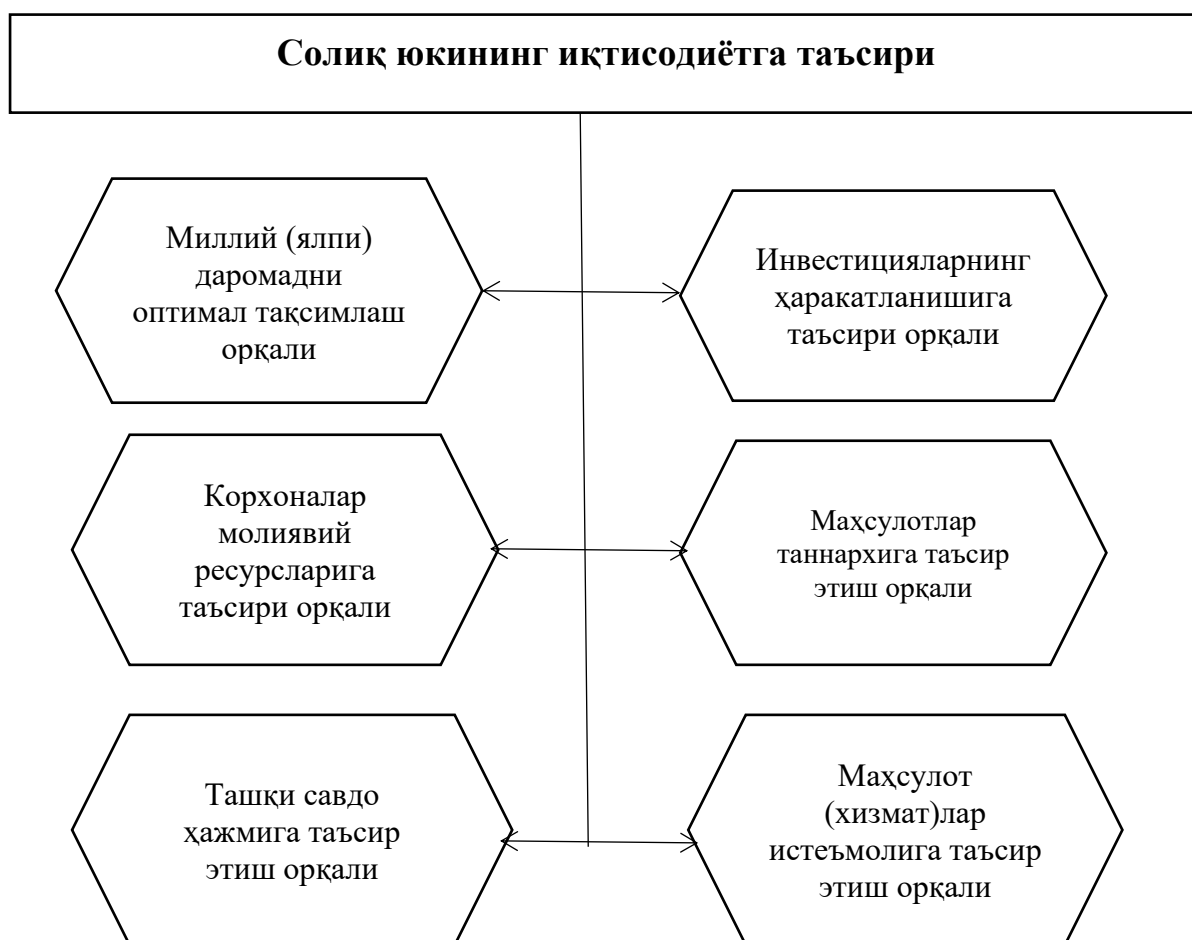 Солиқ юкининг иқтисодиётга таъсири
Миллий (ялпи)
даромадни
оптимал тақсимлаш
орқали
Инвестицияларнинг
ҳаракатланишига
таъсири орқали
Корхоналар
молиявий
ресурсларига
таъсири орқали
Маҳсулотлар
таннархига таъсир
этиш орқали
Ташқи савдо
ҳажмига таъсир
этиш орқали
Маҳсулот
(хизмат)лар
истеъмолига таъсир
этиш орқали